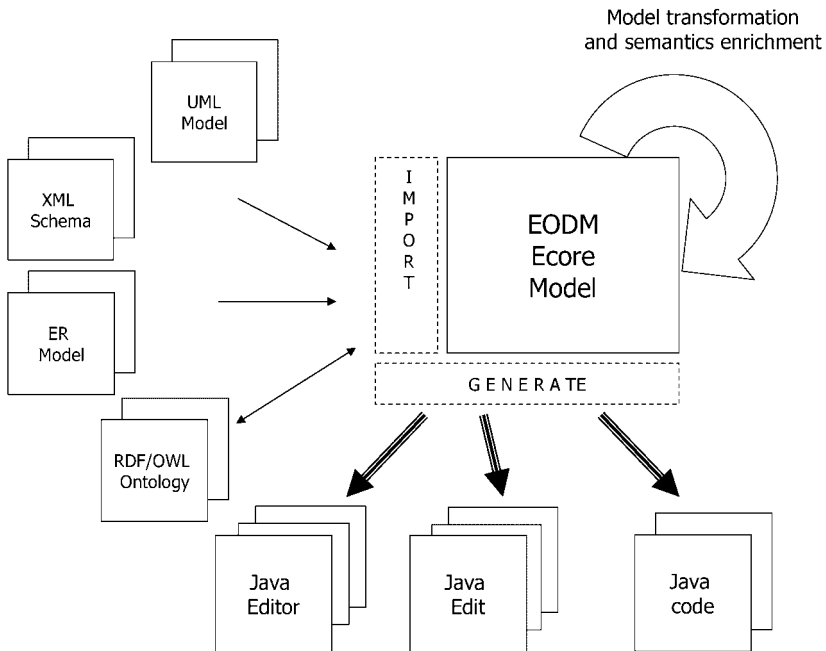 Model transformation
and semantics enrichment
UML
Model
XML
Schema
IMPORT
EODM
Ecore
Model
ER
Model
GENERATE
RDF/OWL
Ontology
Java
Editor
Java
Edit
Java
code